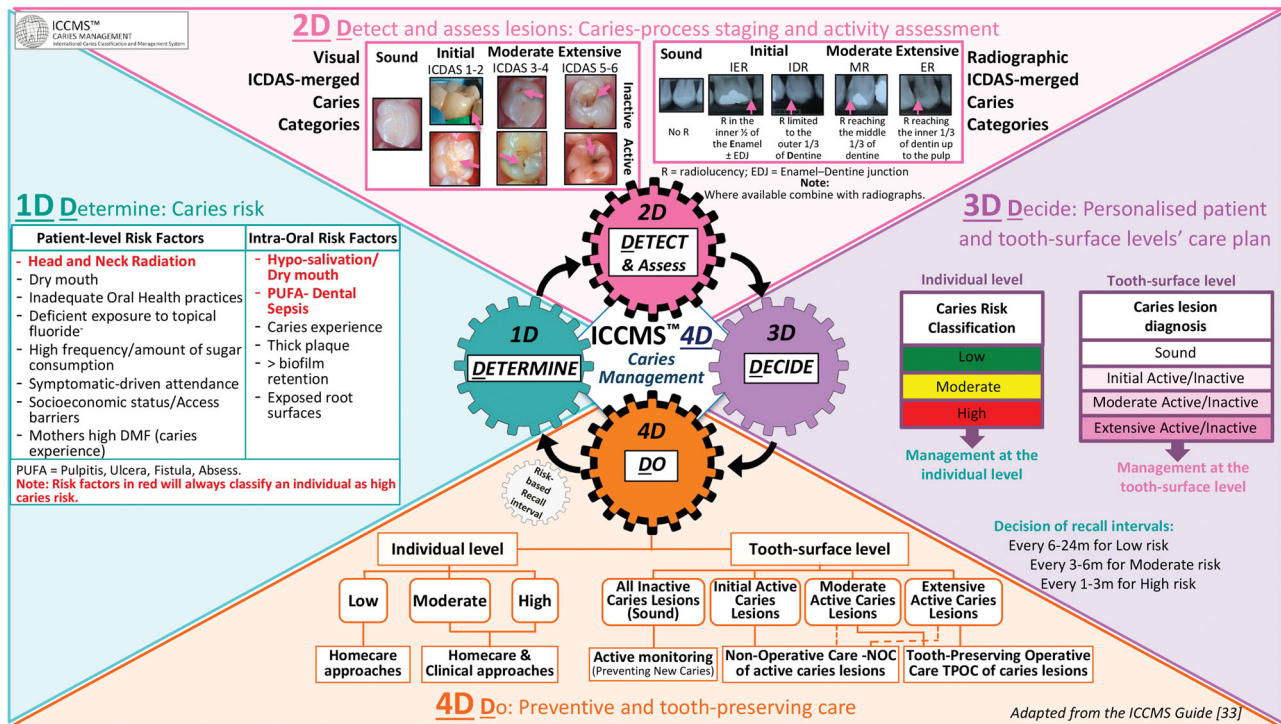 ICCMS™
CARIES MANAGEMENT
International Caries Classification and Management System
2D Detect and assess lesions: Caries-process staging and activity assessment
Visual
ICDAS-merged
Caries
Categories
Sound
Initial
ICDAS 1-2
Moderate
ICDAS 3-4
Extensive
ICDAS 5-6
Inactive
Active
Sound
Initial
Moderate
Extensive
IER
IDR
MR
ER
No R
R in the
inner ½ of
the Enamel
± EDJ
R limited
to the
outer 1/3
of Dentine
R reaching
the middle
1/3 of
dentine
R reaching
the inner 1/3
of dentin up
to the pulp
Radiographic
ICDAS-merged
Caries
Categories
R = radiolucency; EDJ = Enamel–Dentine junction
Note:
Where available combine with radiographs.
1D Determine: Caries risk
Patient-level Risk Factors
- Head and Neck Radiation
- Dry mouth
- Inadequate Oral Health practices
- Deficient exposure to topical
fluoride-
- High frequency/amount of sugar
consumption
- Symptomatic-driven attendance
- Socioeconomic status/Access
barriers
- Mothers high DMF (caries
experience)
Intra-Oral Risk Factors
- Hypo-salivation/
Dry mouth
- PUFA- Dental
Sepsis
- Caries experience
- Thick plaque
- > biofilm
retention
- Exposed root
surfaces
PUFA = Pulpitis, Ulcera, Fistula, Absess.
Note: Risk factors in red will always classify an individual as high
caries risk.
2D
DETECT
& Assess
1D
DETERMINE
ICCMS™ 4D
Caries
Management
3D
DECIDE
4D
DO
Risk-
based
Recall
interval
3D Decide: Personalised patient
and tooth-surface levels' care plan
Individual level
Caries Risk
Classification
Low
Moderate
High
Management at the
individual level
Tooth-surface level
Caries lesion
diagnosis
Sound
Initial Active/Inactive
Moderate Active/Inactive
Extensive Active/Inactive
Management at the
tooth-surface level
Decision of recall intervals:
Every 6-24m for Low risk
Every 3-6m for Moderate risk
Every 1-3m for High risk
Individual level
Low
Moderate
High
Homecare
approaches
Homecare &
Clinical approaches
Tooth-surface level
All Inactive
Caries Lesions
(Sound)
Initial Active
Caries
Lesions
Moderate
Active Caries
Lesions
Extensive
Active Caries
Lesions
Active monitoring
(Preventing New Caries)
Non-Operative Care -NOC
of active caries lesions
Tooth-Preserving Operative
Care TPOC of caries lesions
4D Do: Preventive and tooth-preserving care
Adapted from the ICCMS Guide [33]